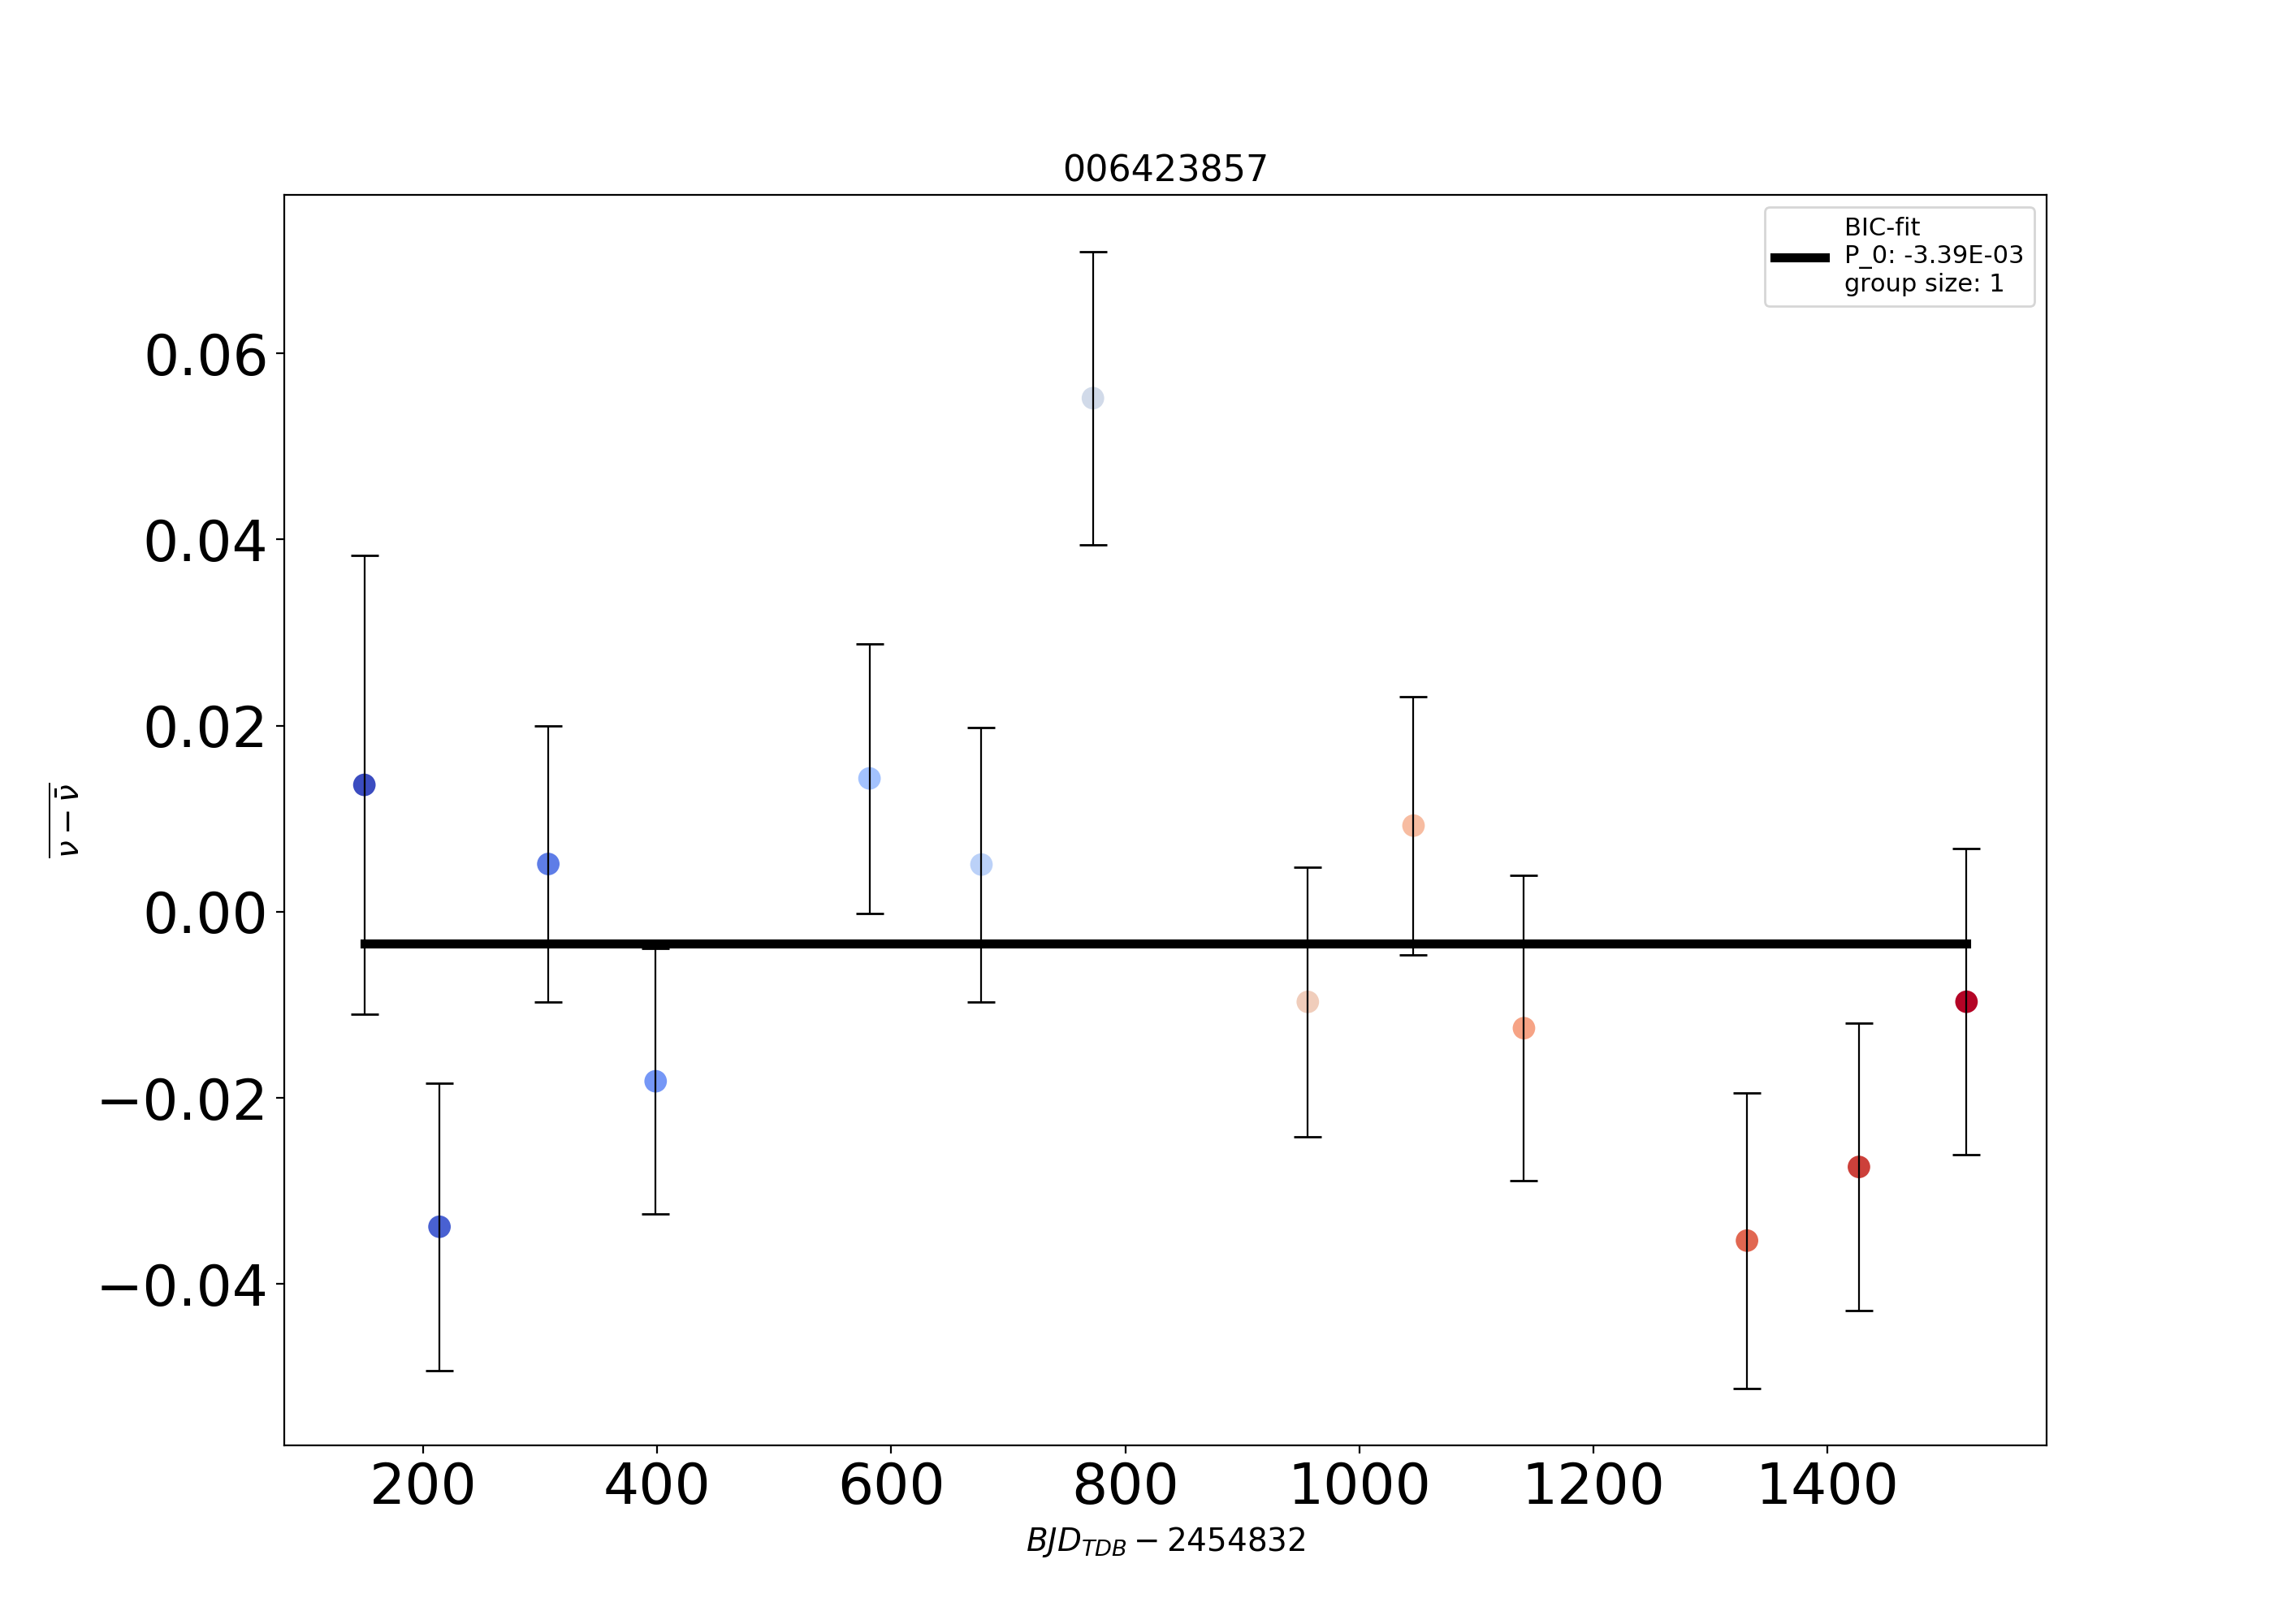 006423857
BIC-fit
P_0: -3.39E-03
group size: 1
0.06
0.04
0.02
0.00
−0.02
−0.04
ν − ν̄
200 400 600 800 1000 1200 1400
BJD_TDB − 2454832